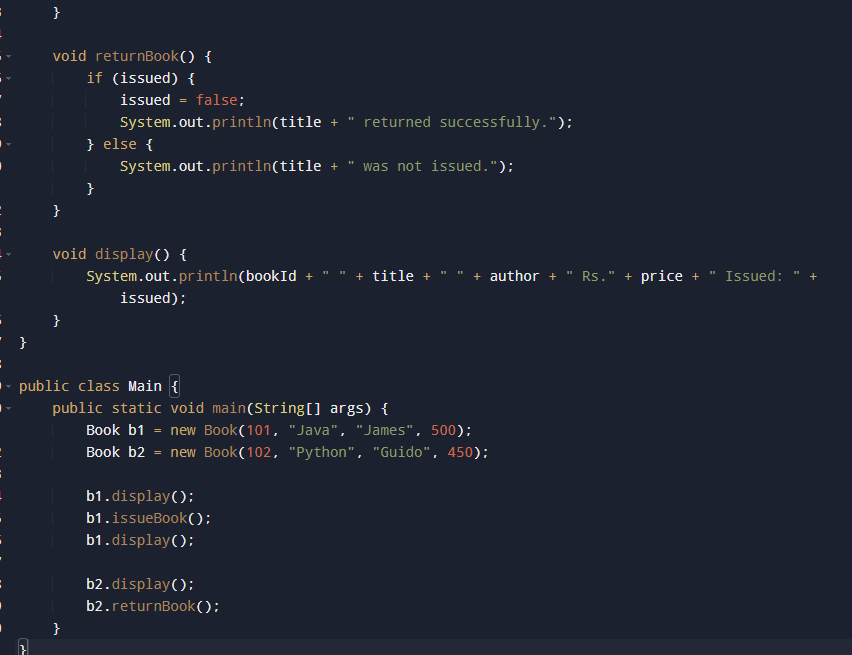 }
void returnBook() {
if (issued) {
issued = false;
System.out.println(title + " returned successfully.");
} else {
System.out.println(title + " was not issued.");
}
}
void display() {
System.out.println(bookId + " " + title + " " + author + " Rs." + price + " Issued: " +
issued);
}
}
public class Main {
public static void main(String[] args) {
Book b1 = new Book(101, "Java", "James", 500);
Book b2 = new Book(102, "Python", "Guido", 450);
b1.display();
b1.issueBook();
b1.display();
b2.display();
b2.returnBook();
}
}